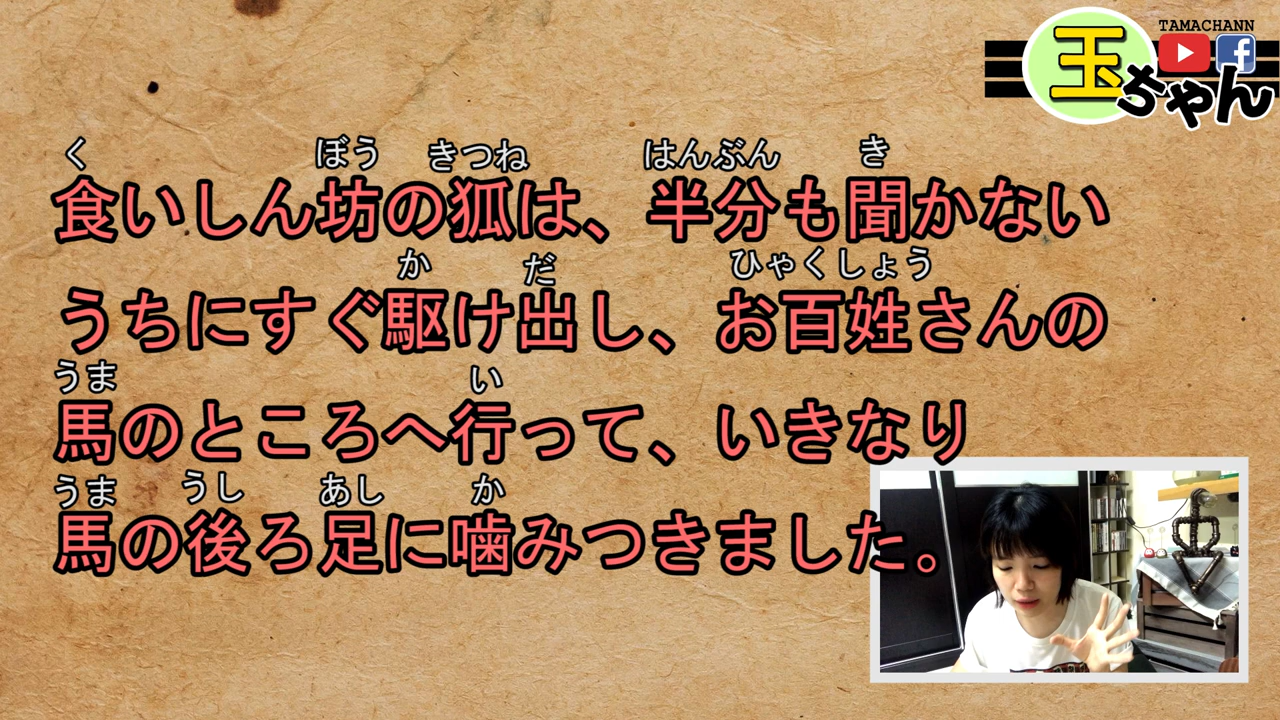 TAMACHANN
玉ちゃん
く ぼう きつね はんぶん き
食いしん坊の狐は、半分も聞かない
か だ ひゃくしょう
うちにすぐ駆け出し、お百姓さんの
うま い
馬のところへ行って、いきなり
うま うし あし か
馬の後ろ足に噛みつきました。